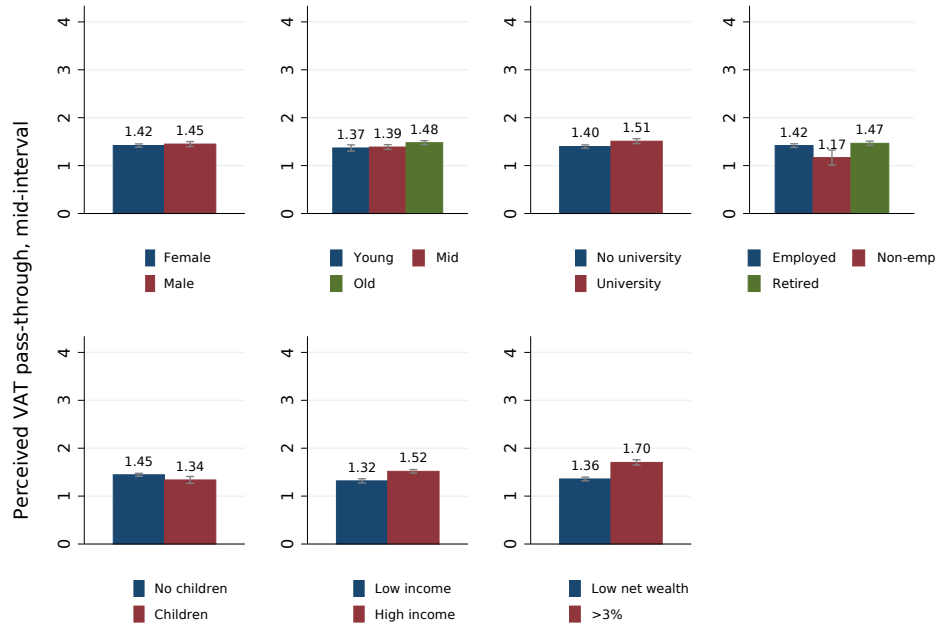 Perceived VAT pass-through, mid-interval
4
3
2
1
0
1.42 1.45
Female
Male
4
3
2
1
0
1.37 1.39 1.48
Young Mid
Old
4
3
2
1
0
1.40 1.51
No university
University
4
3
2
1
0
1.42 1.17 1.47
Employed Non-emp
Retired
4
3
2
1
0
1.45 1.34
No children
Children
4
3
2
1
0
1.32 1.52
Low income
High income
4
3
2
1
0
1.36 1.70
Low net wealth
>3%